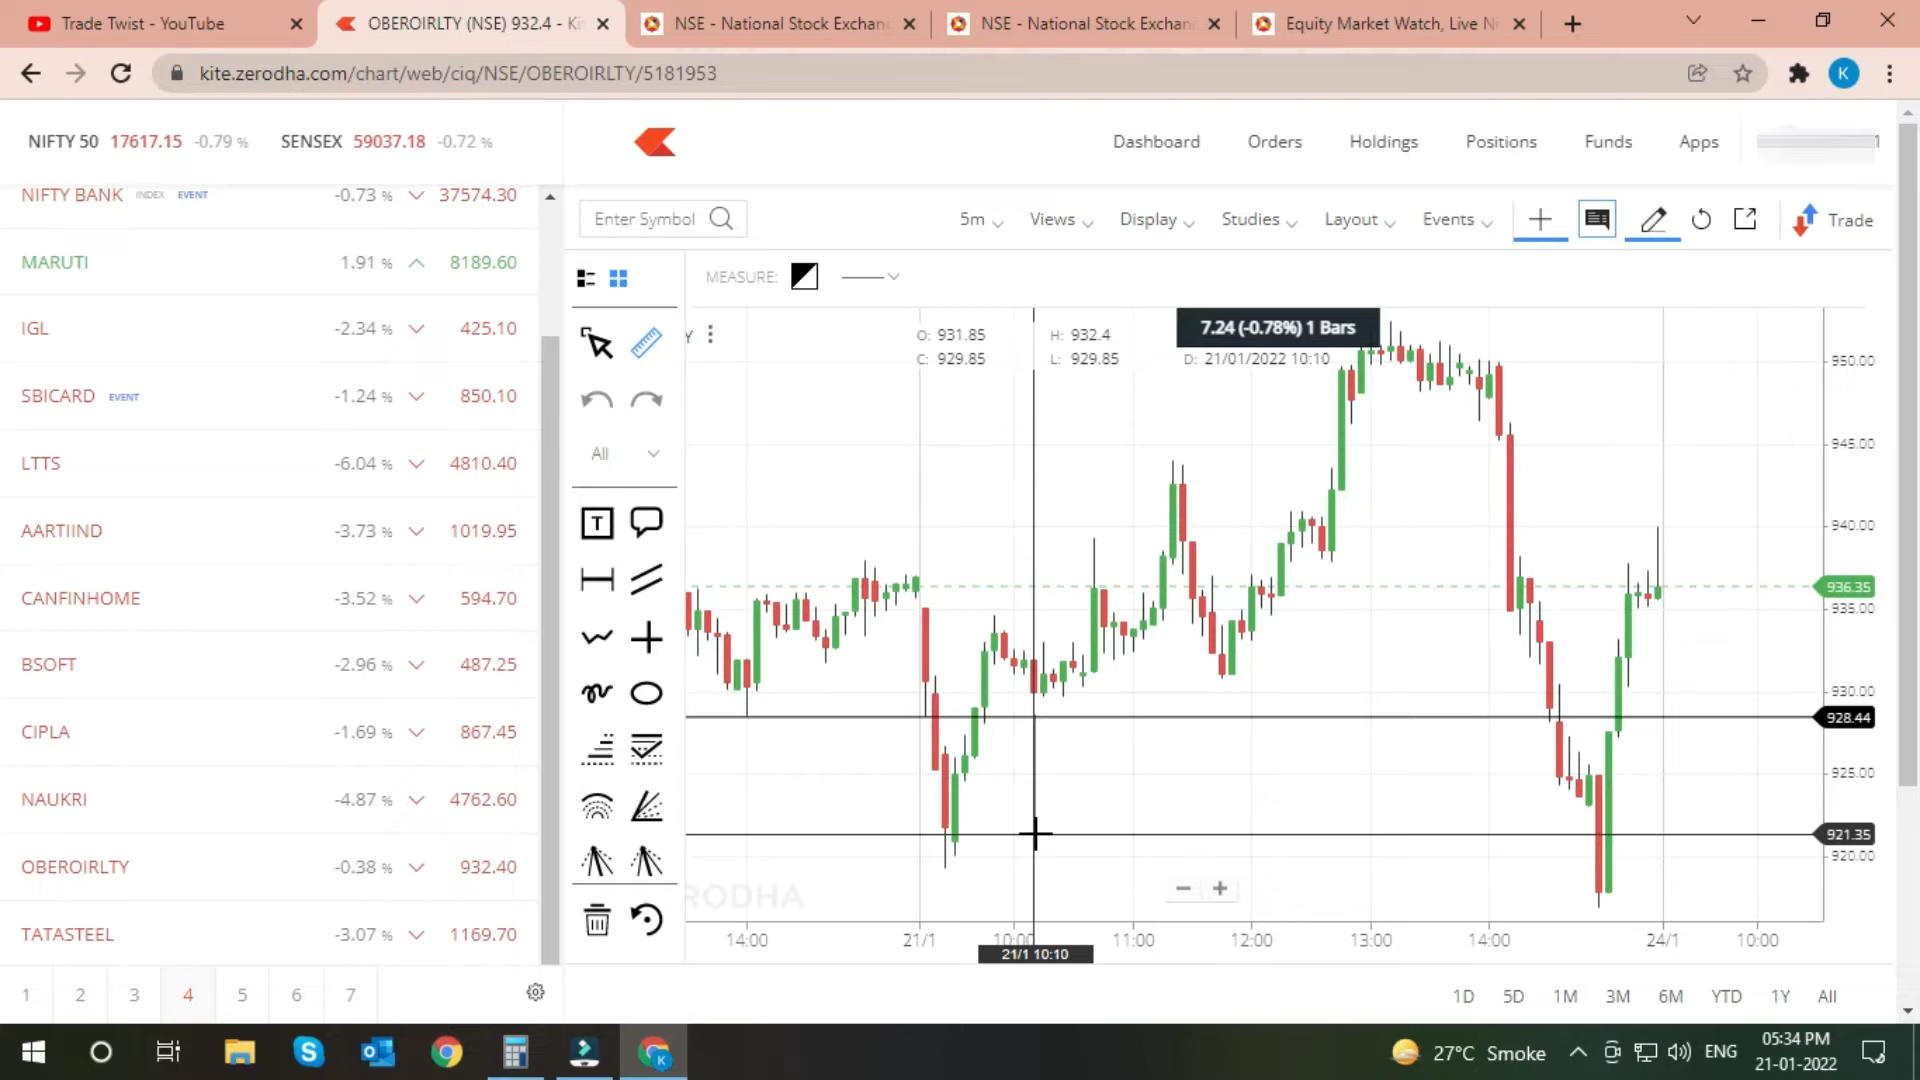 Trade Twist - YouTube
OBEROIRLTY (NSE) 932.4 - Ki
NSE - National Stock Exchan
NSE - National Stock Exchan
Equity Market Watch, Live Ni
kite.zerodha.com/chart/web/ciq/NSE/OBEROIRLTY/5181953
K
NIFTY 50 17617.15 -0.79 % SENSEX 59037.18 -0.72 %
Dashboard Orders Holdings Positions Funds Apps
NIFTY BANK INDEX EVENT -0.73 % 37574.30
MARUTI 1.91 % 8189.60
IGL -2.34 % 425.10
SBICARD EVENT -1.24 % 850.10
LTTS -6.04 % 4810.40
AARTIIND -3.73 % 1019.95
CANFINHOME -3.52 % 594.70
BSOFT -2.96 % 487.25
CIPLA -1.69 % 867.45
NAUKRI -4.87 % 4762.60
OBEROIRLTY -0.38 % 932.40
TATASTEEL -3.07 % 1169.70
1 2 3 4 5 6 7
Enter Symbol 5m Views Display Studies Layout Events Trade
MEASURE:
All
T
Y O: 931.85 H: 932.4
C: 929.85 L: 929.85 D: 21/01/2022 10:10
7.24 (-0.78%) 1 Bars
950.00
945.00
940.00
936.35
935.00
930.00
928.44
925.00
921.35
920.00
RODHA
14:00 21/1 10:00 11:00 12:00 13:00 14:00 24/1 10:00
21/1 10:10
1D 5D 1M 3M 6M YTD 1Y All
27°C Smoke ENG
05:34 PM
21-01-2022